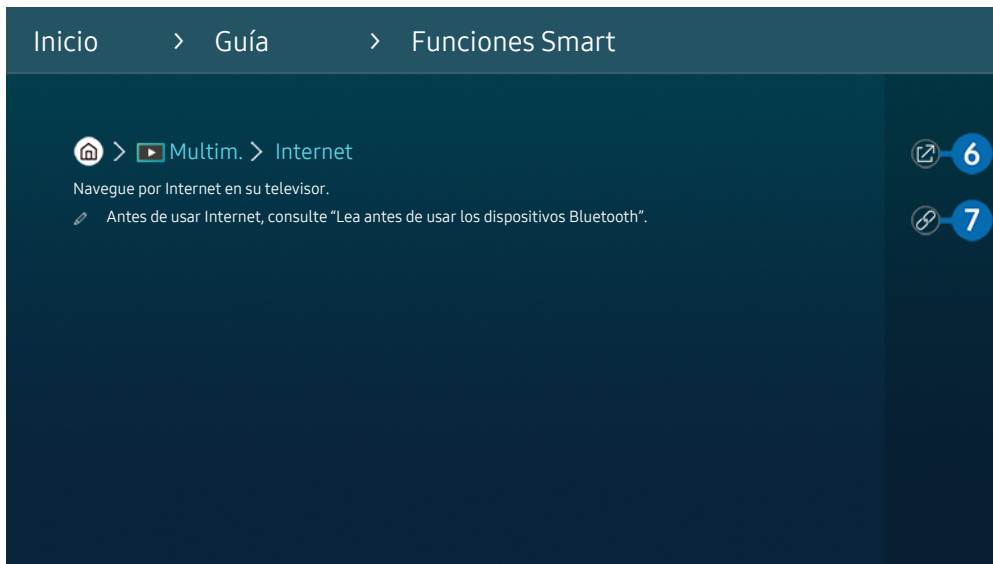 Inicio > Guía > Funciones Smart
> Multim. > Internet
6
Navegue por Internet en su televisor.
Antes de usar Internet, consulte “Lea antes de usar los dispositivos Bluetooth”.
7